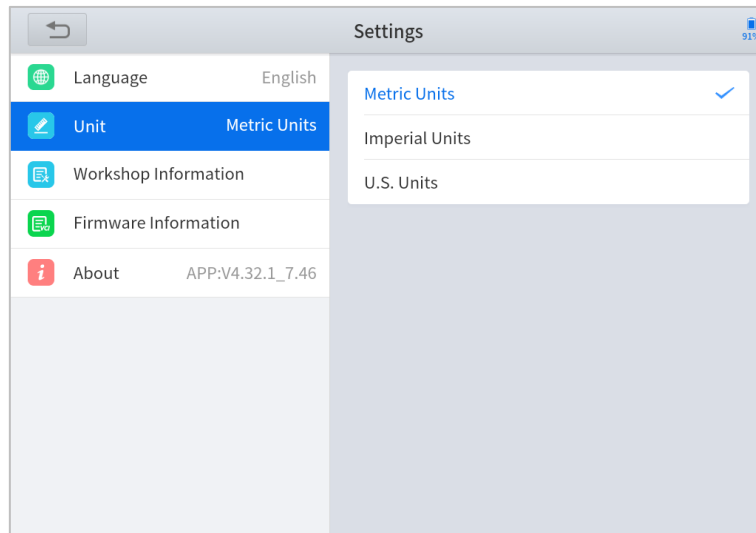 Settings
91%
Language English
Unit Metric Units
Workshop Information
Firmware Information
About APP:V4.32.1_7.46
Metric Units
Imperial Units
U.S. Units